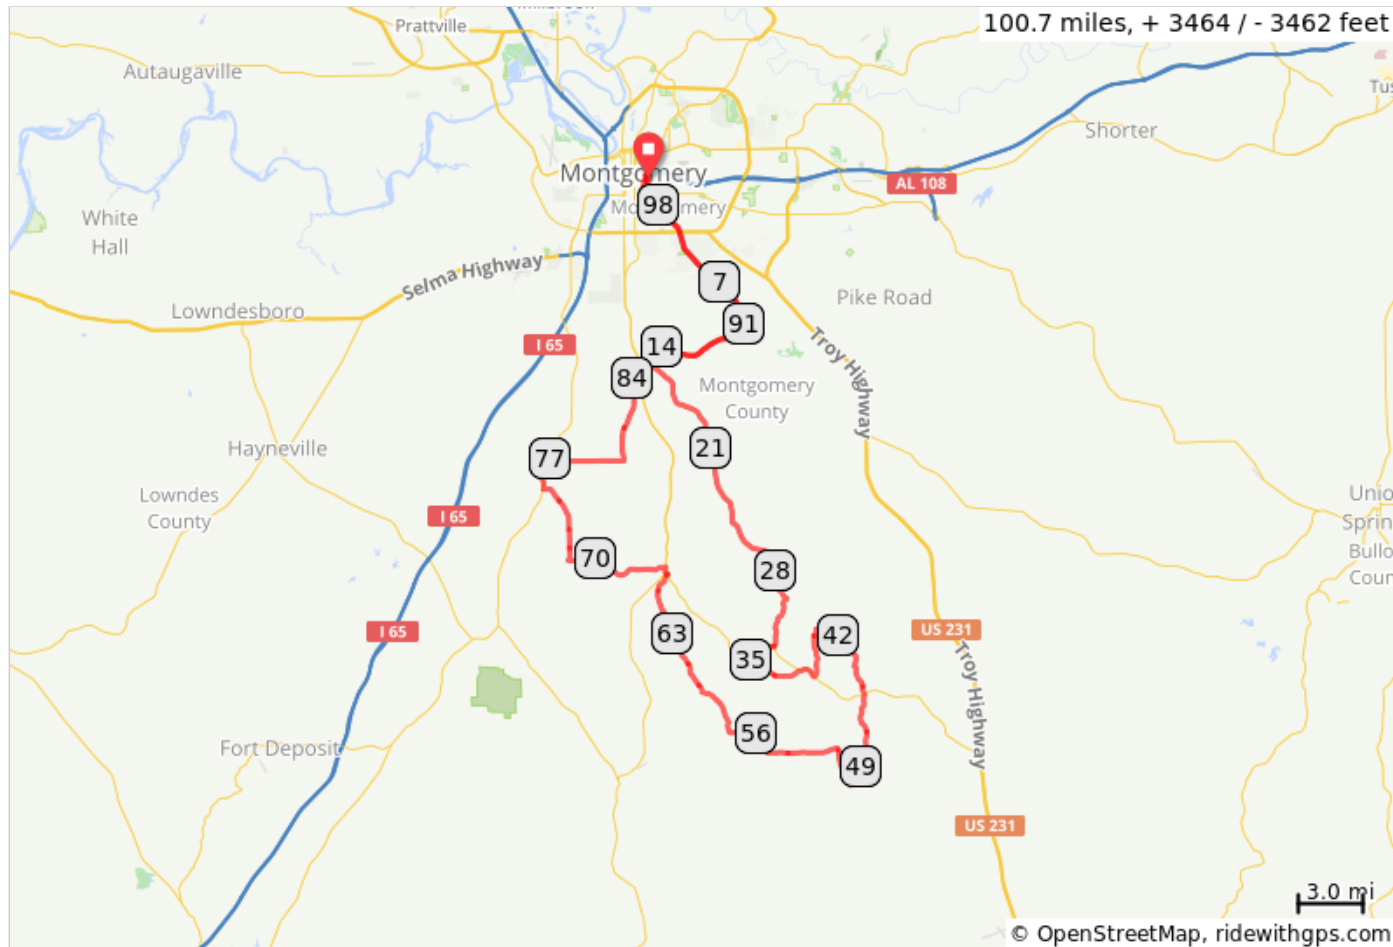 100.7 miles, + 3464 / - 3462 feet
Prattville
Autaugaville
Shorter
Montgomery
AL 108
98
White
Hall
Selma Highway
7
Pike Road
Lowndesboro
91
I 65
14
Troy Highway
84
Montgomery
County
Hayneville
21
77
Lowndes
County
I 65
70
28
I 65
63
42
US 231
35
Troy Highway
56
Fort Deposit
49
US 231
3.0 mi
© OpenStreetMap, ridewithgps.com